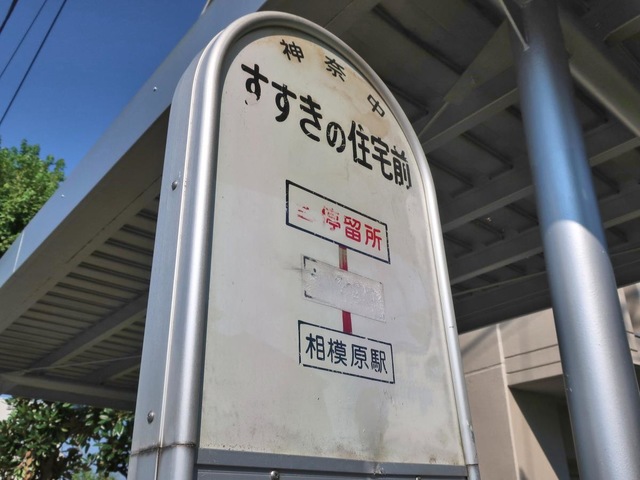 神奈中
すすきの住宅前
停留所
相模原駅